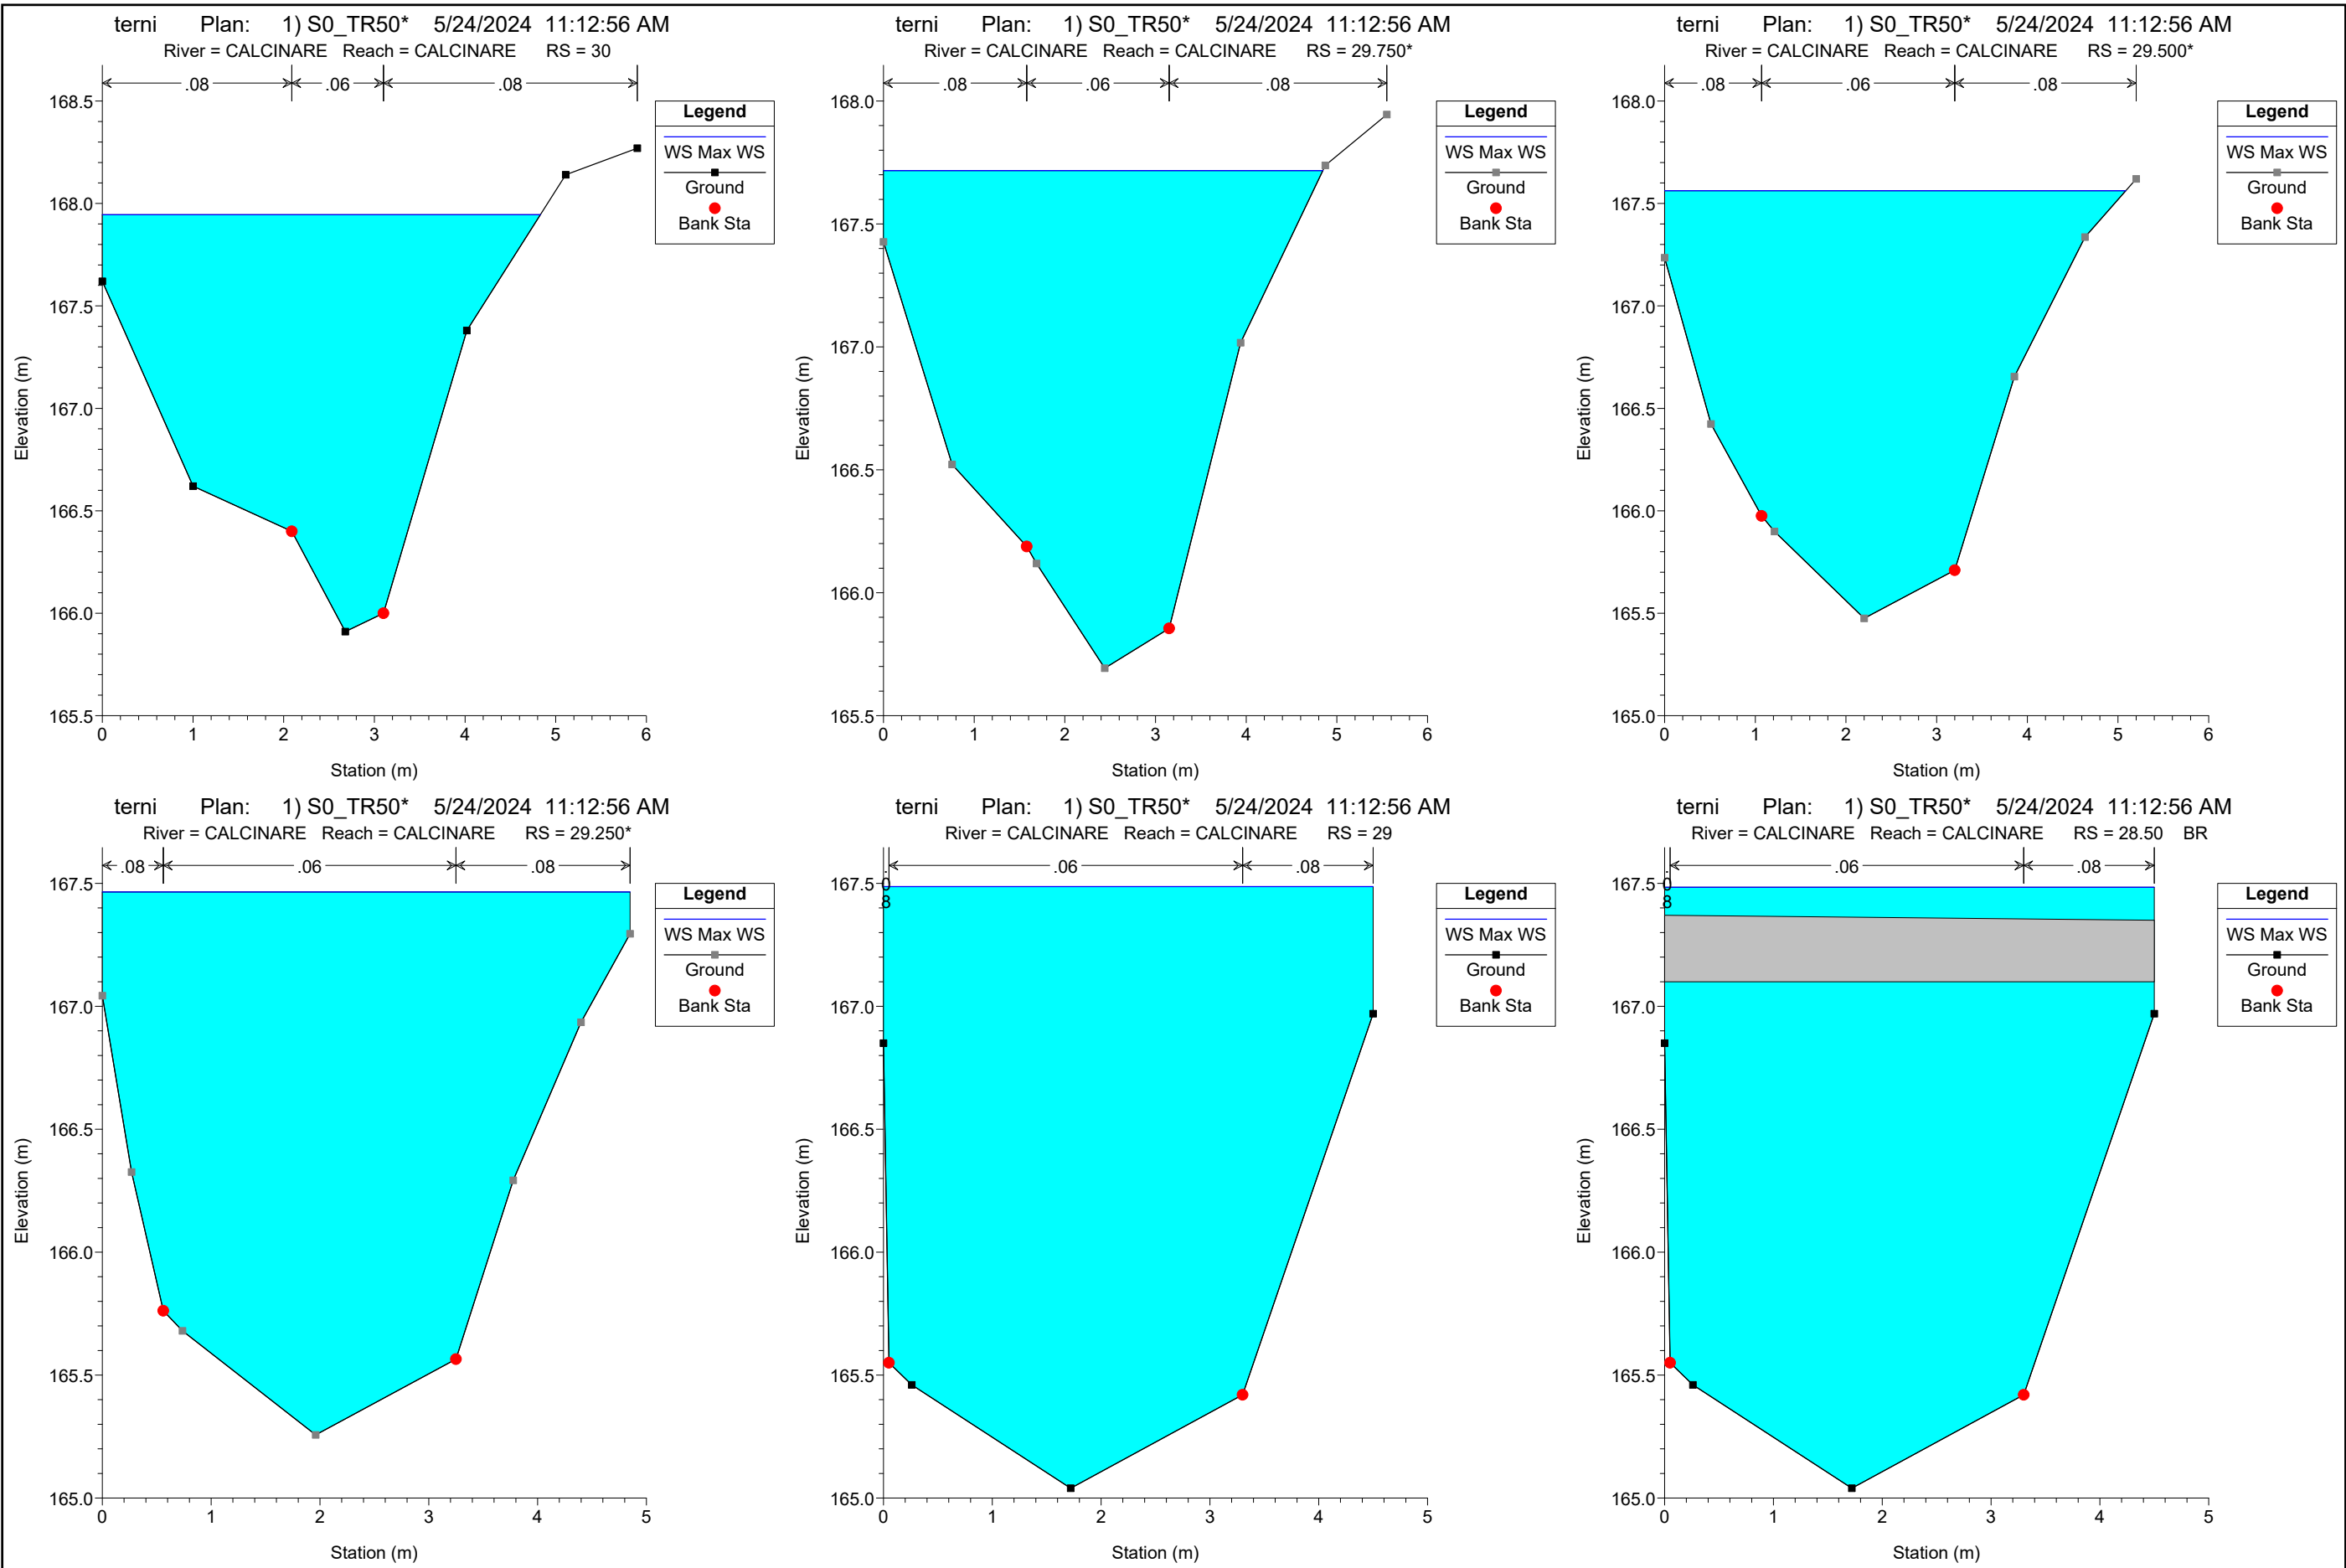 terni Plan: 1) S0_TR50* 5/24/2024 11:12:56 AM
River = CALCINARE Reach = CALCINARE RS = 30
.08 .06 .08
168.5
168.0
167.5
167.0
166.5
166.0
165.5
0 1 2 3 4 5 6
Station (m)
Elevation (m)
Legend
WS Max WS
Ground
Bank Sta
terni Plan: 1) S0_TR50* 5/24/2024 11:12:56 AM
River = CALCINARE Reach = CALCINARE RS = 29.750*
.08 .06 .08
168.0
167.5
167.0
166.5
166.0
165.5
0 1 2 3 4 5 6
Station (m)
Elevation (m)
Legend
WS Max WS
Ground
Bank Sta
terni Plan: 1) S0_TR50* 5/24/2024 11:12:56 AM
River = CALCINARE Reach = CALCINARE RS = 29.500*
.08 .06 .08
168.0
167.5
167.0
166.5
166.0
165.5
165.0
0 1 2 3 4 5 6
Station (m)
Elevation (m)
Legend
WS Max WS
Ground
Bank Sta
terni Plan: 1) S0_TR50* 5/24/2024 11:12:56 AM
River = CALCINARE Reach = CALCINARE RS = 29.250*
.08 .06 .08
167.5
167.0
166.5
166.0
165.5
165.0
0 1 2 3 4 5
Station (m)
Elevation (m)
Legend
WS Max WS
Ground
Bank Sta
terni Plan: 1) S0_TR50* 5/24/2024 11:12:56 AM
River = CALCINARE Reach = CALCINARE RS = 29
.06 .08
.
0
8
167.5
167.0
166.5
166.0
165.5
165.0
0 1 2 3 4 5
Station (m)
Elevation (m)
Legend
WS Max WS
Ground
Bank Sta
terni Plan: 1) S0_TR50* 5/24/2024 11:12:56 AM
River = CALCINARE Reach = CALCINARE RS = 28.50 BR
.06 .08
.
0
8
167.5
167.0
166.5
166.0
165.5
165.0
0 1 2 3 4 5
Station (m)
Elevation (m)
Legend
WS Max WS
Ground
Bank Sta